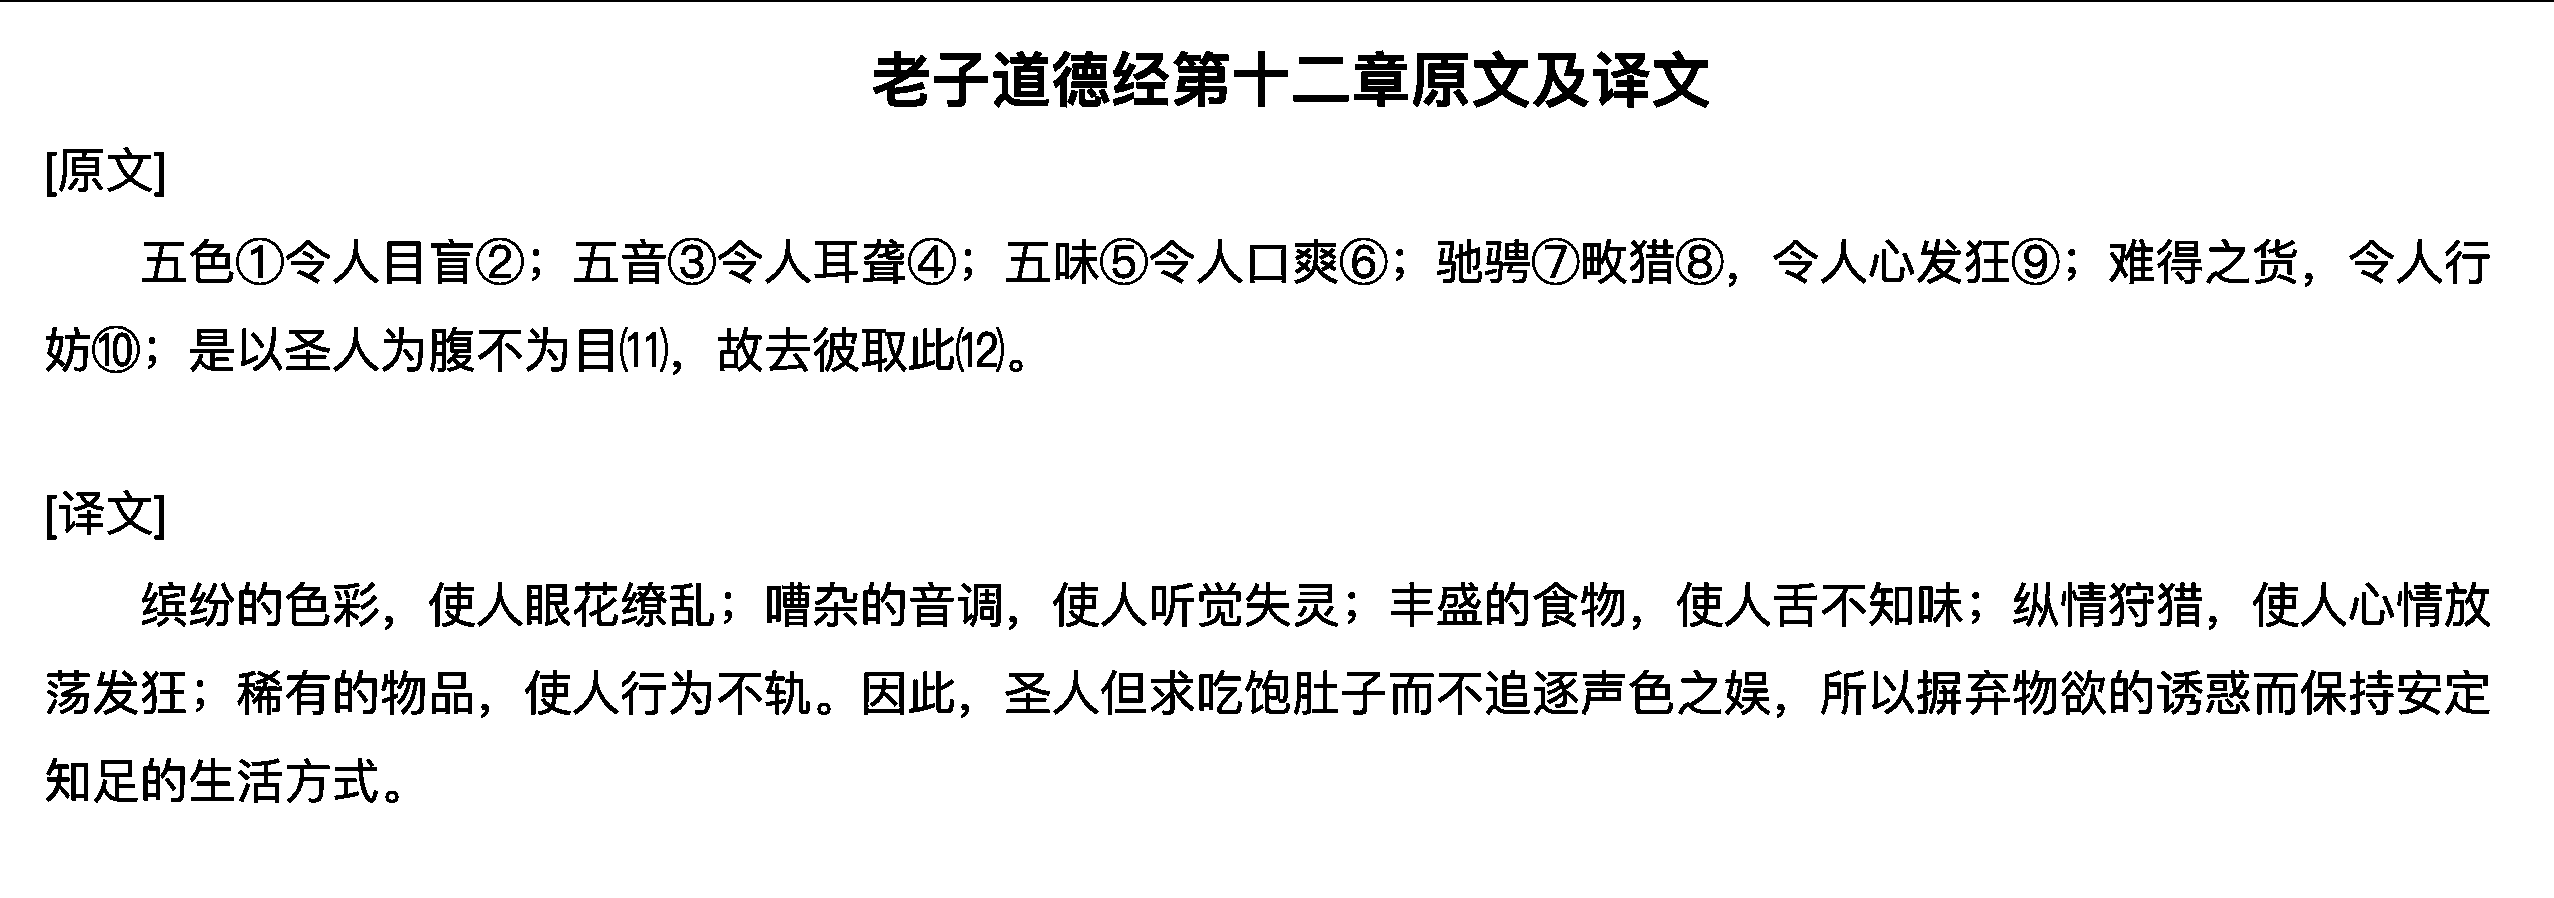 老子道德经第十二章原文及译文
[原文]
五色①令人目盲②；五音③令人耳聋④；五味⑤令人口爽⑥；驰骋⑦畋猎⑧，令人心发狂⑨；难得之货，令人行
妨⑩；是以圣人为腹不为目⑾，故去彼取此⑿。
[译文]
缤纷的色彩，使人眼花缭乱；嘈杂的音调，使人听觉失灵；丰盛的食物，使人舌不知味；纵情狩猎，使人心情放
荡发狂；稀有的物品，使人行为不轨。因此，圣人但求吃饱肚子而不追逐声色之娱，所以摒弃物欲的诱惑而保持安定
知足的生活方式。